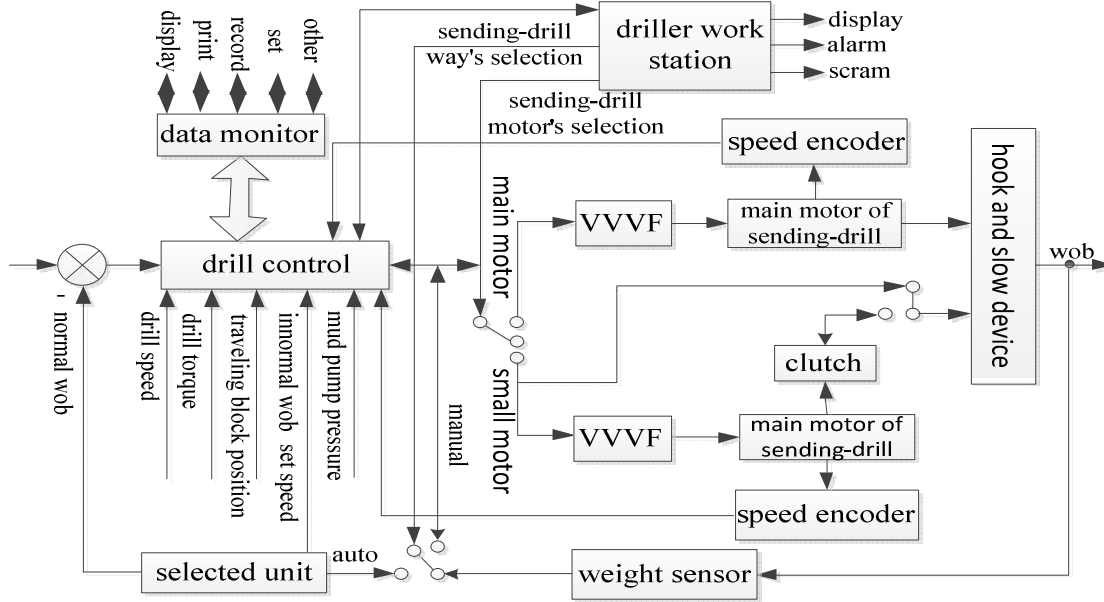 display
print
record
set
other
data monitor
sending-drill
way's selection
driller work
station
display
alarm
scram
sending-drill
motor's selection
speed encoder
main motor
VVVF
main motor of
sending-drill
hook and slow device
wob
drill control
-
normal wob
drill speed
drill torque
traveling block position
innormal wob set speed
mud pump pressure
manual
small motor
clutch
VVVF
main motor of
sending-drill
speed encoder
selected unit
auto
weight sensor